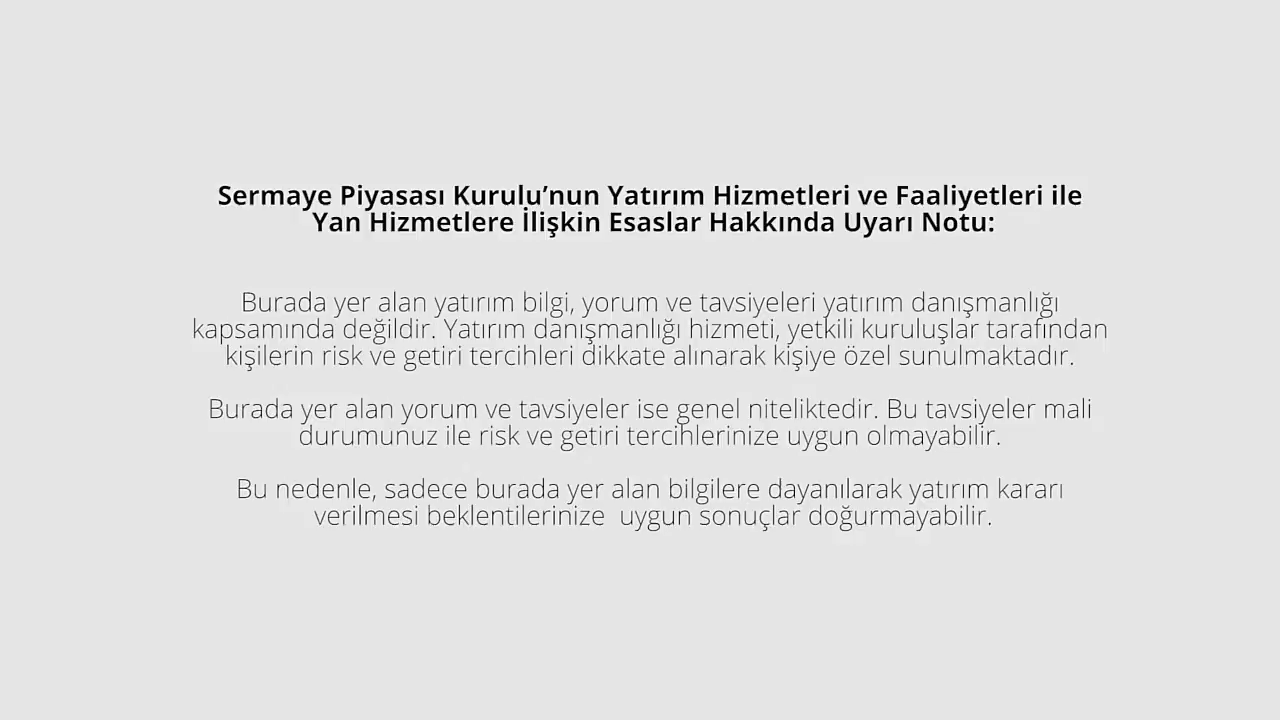 Sermaye Piyasası Kurulu’nun Yatırım Hizmetleri ve Faaliyetleri ile
Yan Hizmetlere İlişkin Esaslar Hakkında Uyarı Notu:
Burada yer alan yatırım bilgi, yorum ve tavsiyeleri yatırım danışmanlığı
kapsamında değildir. Yatırım danışmanlığı hizmeti, yetkili kuruluşlar tarafından
kişilerin risk ve getiri tercihleri dikkate alınarak kişiye özel sunulmaktadır.
Burada yer alan yorum ve tavsiyeler ise genel niteliktedir. Bu tavsiyeler mali
durumunuz ile risk ve getiri tercihlerinize uygun olmayabilir.
Bu nedenle, sadece burada yer alan bilgilere dayanılarak yatırım kararı
verilmesi beklentilerinize  uygun sonuçlar doğurmayabilir.